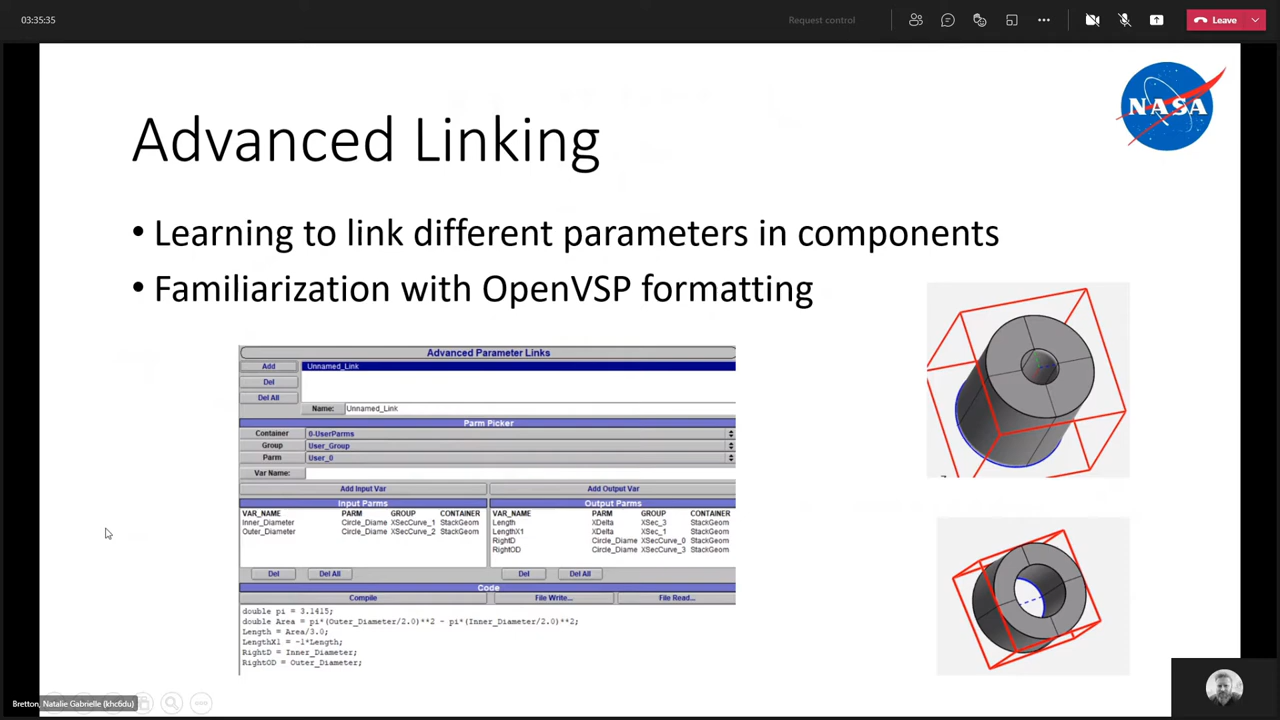 03:35:35
Request control
Leave
NASA
Advanced Linking
• Learning to link different parameters in components
• Familiarization with OpenVSP formatting
Advanced Parameter Links
Add
Unnamed_Link
Del
Del All
Name: Unnamed_Link
Parm Picker
Container 0-UserParms
Group User_Group
Parm User_0
Var Name:
Add Input Var Add Output Var
Input Parms Output Parms
VAR_NAME PARM GROUP CONTAINER VAR_NAME PARM GROUP CONTAINER
Inner_Diameter Circle_Diame XSecCurve_1 StackGeom Length XDelta XSec_3 StackGeom
Outer_Diameter Circle_Diame XSecCurve_2 StackGeom LengthX1 XDelta XSec_1 StackGeom
RightD Circle_Diame XSecCurve_0 StackGeom
RightOD Circle_Diame XSecCurve_3 StackGeom
Del Del All Del Del All
Code
Compile File Write... File Read...
double pi = 3.1415;
double Area = pi*(Outer_Diameter/2.0)**2 - pi*(Inner_Diameter/2.0)**2;
Length = Area/3.0;
LengthX1 = -1*Length;
RightD = Inner_Diameter;
RightOD = Outer_Diameter;
Bretton, Natalie Gabrielle (khc6du)